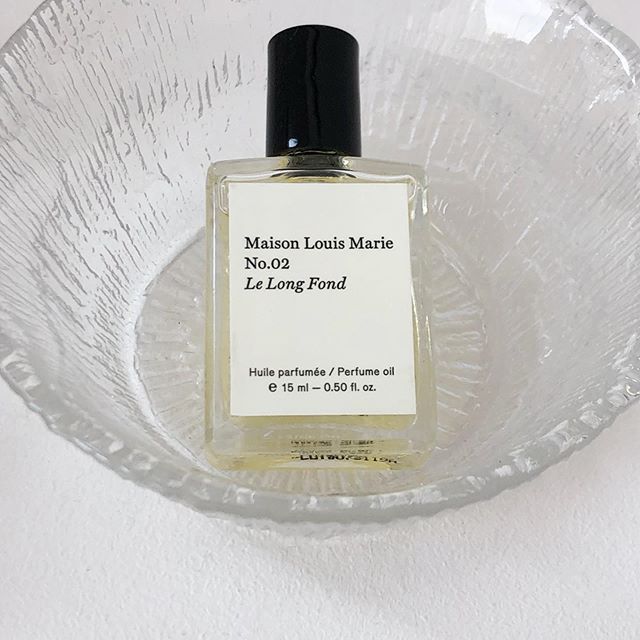 Maison Louis Marie
No.02
Le Long Fond
Huile parfumée / Perfume oil
℮ 15 ml — 0.50 fl. oz.